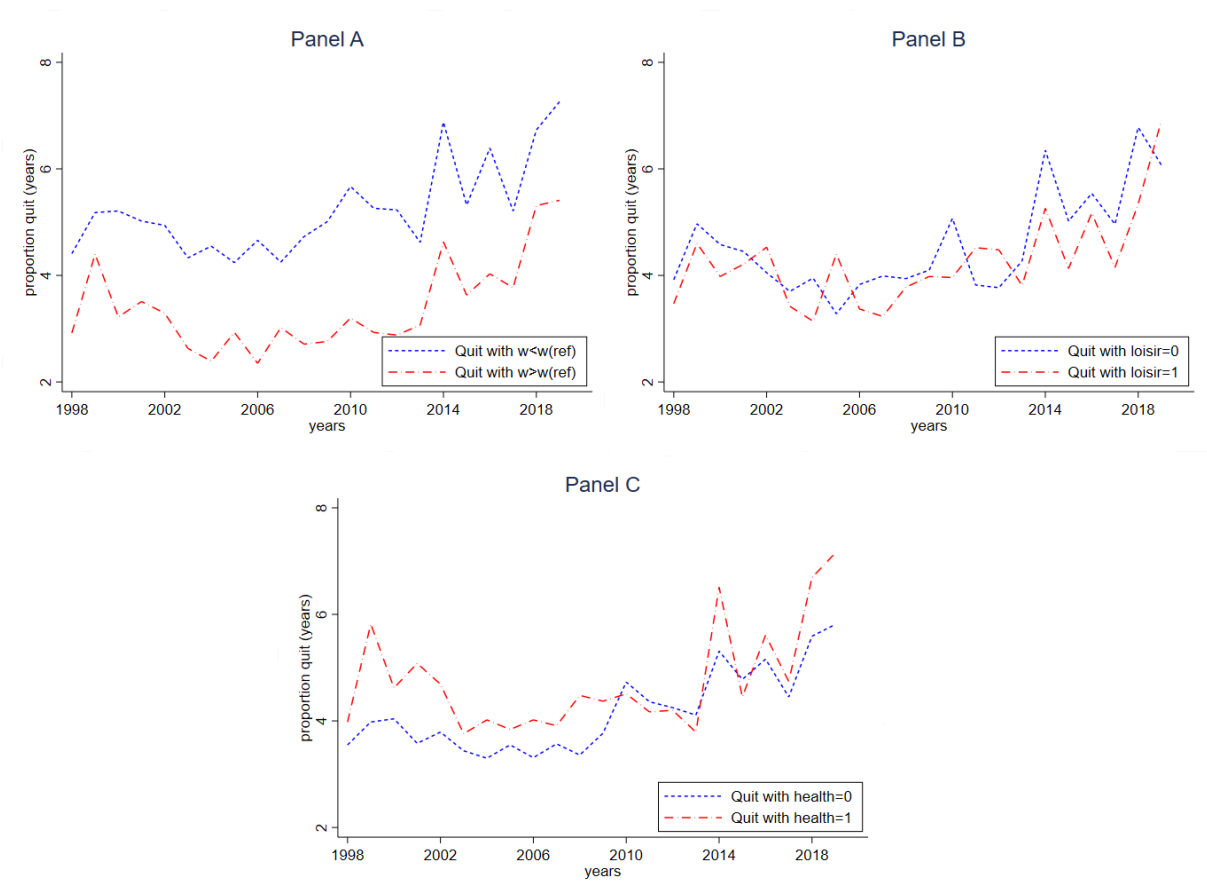 Panel A
proportion quit (years)
8
6
4
2
Quit with w<w(ref)
Quit with w>w(ref)
1998 2002 2006 2010 2014 2018
years
Panel B
proportion quit (years)
8
6
4
2
Quit with loisir=0
Quit with loisir=1
1998 2002 2006 2010 2014 2018
years
Panel C
proportion quit (years)
8
6
4
2
Quit with health=0
Quit with health=1
1998 2002 2006 2010 2014 2018
years